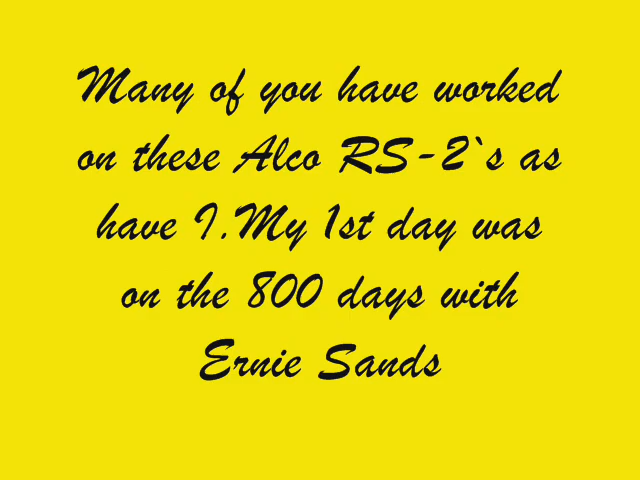 Many of you have worked
on these Alco RS-2`s as
have I.My 1st day was
on the 800 days with
Ernie Sands